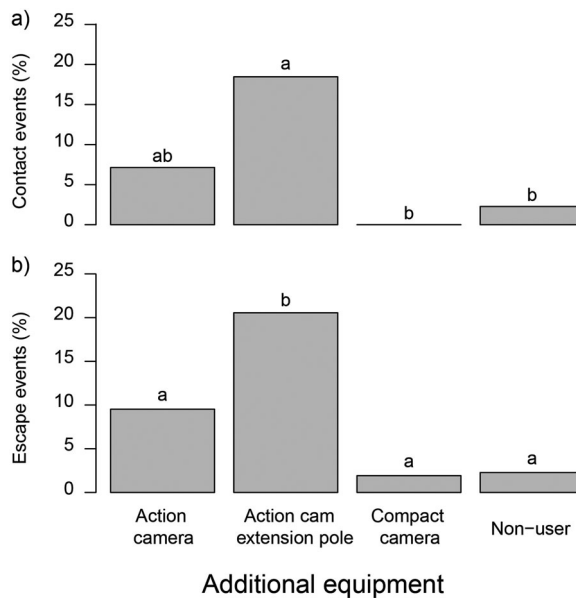 a)
Contact events (%)
25
20
15
10
5
0
ab
a
b
b
b)
Escape events (%)
25
20
15
10
5
0
a
b
a
a
Action
camera
Action cam
extension pole
Compact
camera
Non−user
Additional equipment